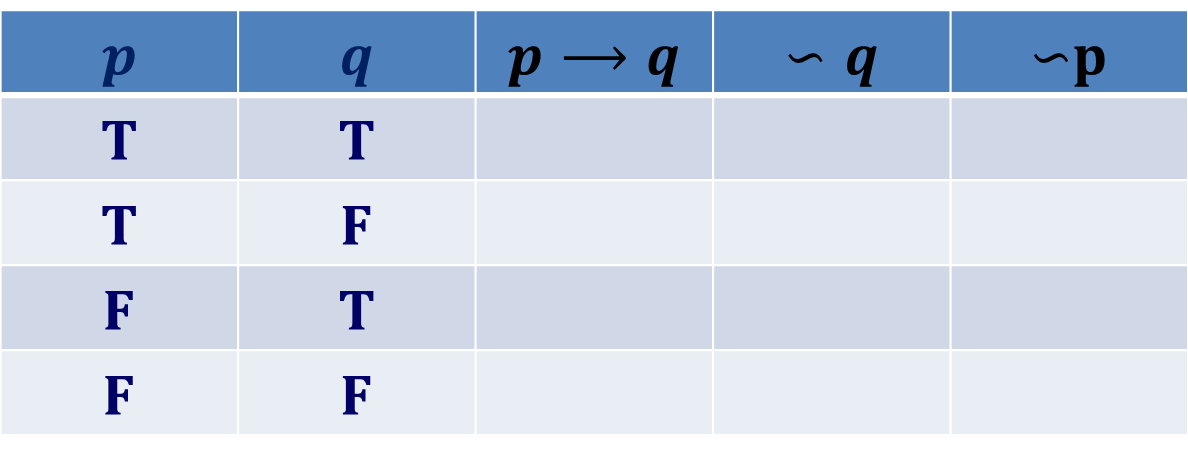 p q p ⟶ q ∽ q ∽p
T T
T F
F T
F F